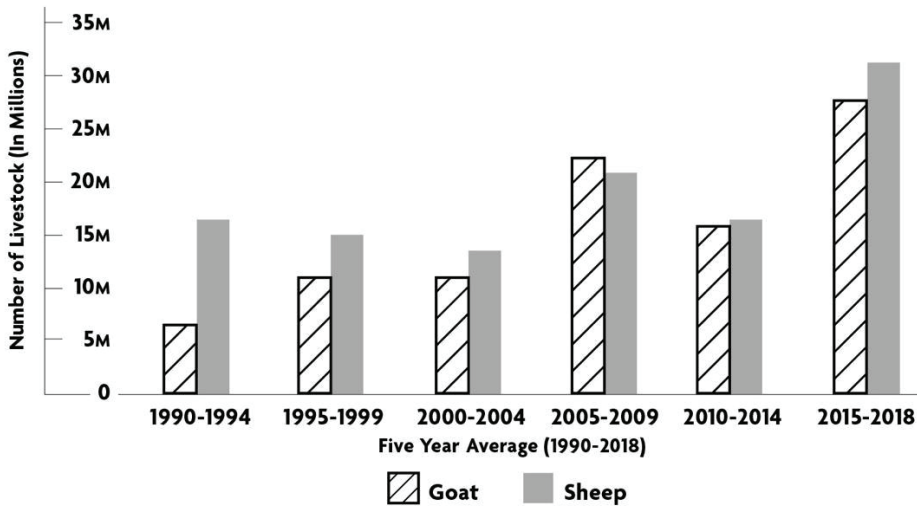 35M
30M
25M
20M
15M
10M
5M
0
Number of Livestock (In Millions)
1990-1994 1995-1999 2000-2004 2005-2009 2010-2014 2015-2018
Five Year Average (1990-2018)
Goat Sheep